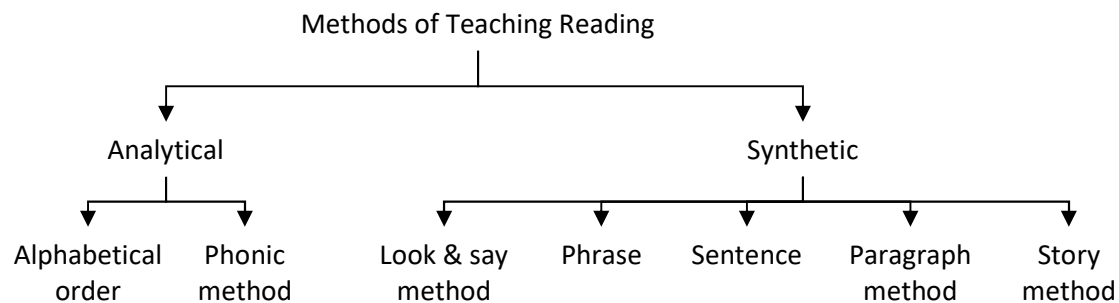 Methods of Teaching Reading
Analytical
Synthetic
Alphabetical
order
Phonic
method
Look & say
method
Phrase
Sentence
Paragraph
method
Story
method